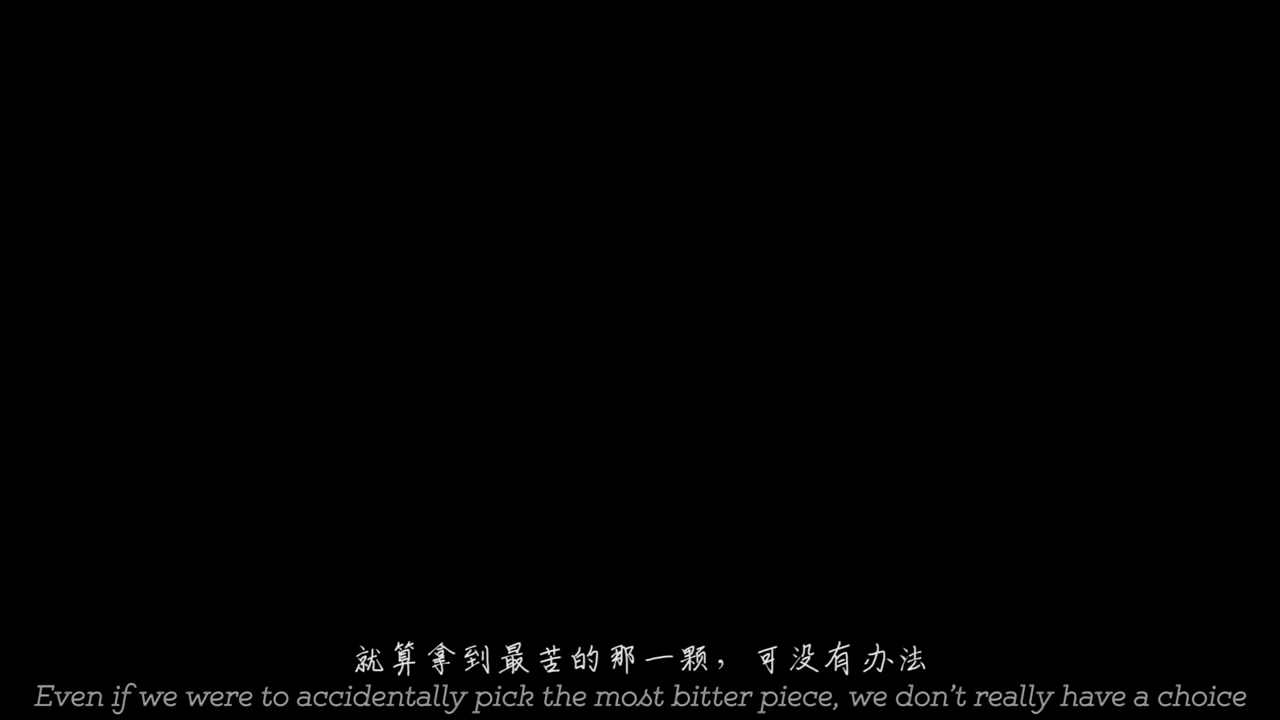 就算拿到最苦的那一颗，可没有办法
Even if we were to accidentally pick the most bitter piece, we don't really have a choice